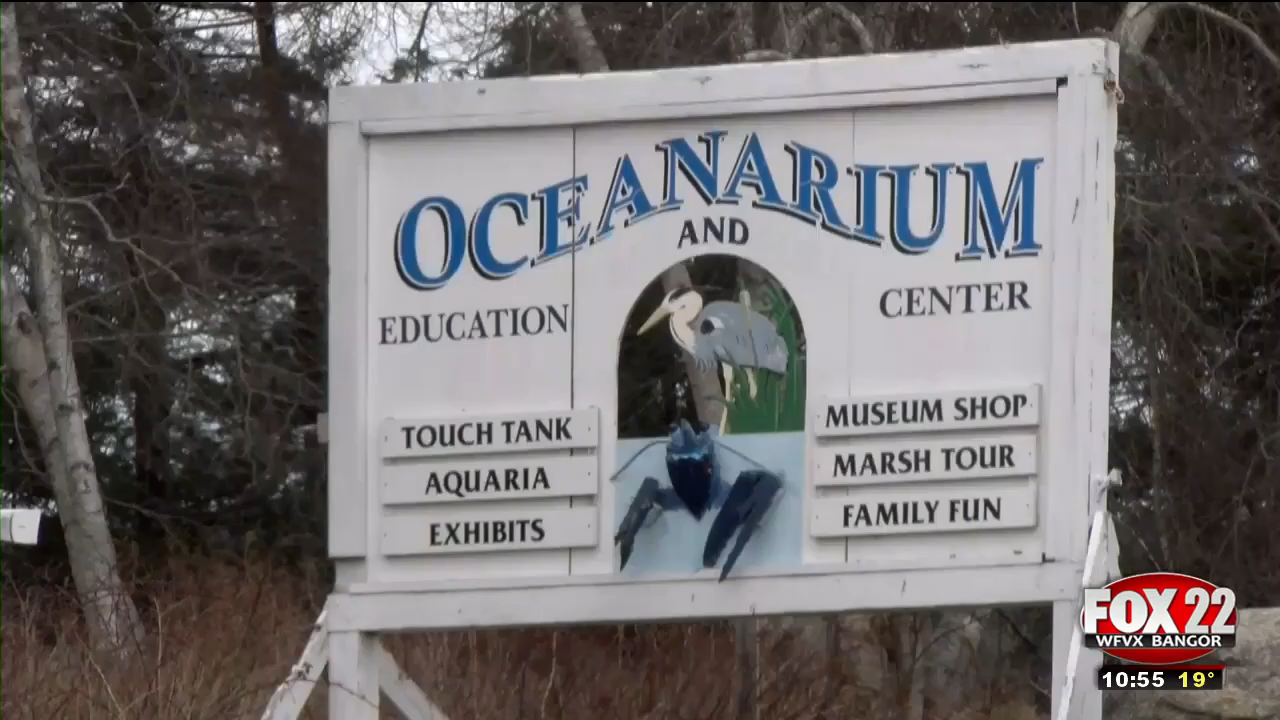 OCEANARIUM
AND
EDUCATION CENTER
TOUCH TANK
AQUARIA
EXHIBITS
MUSEUM SHOP
MARSH TOUR
FAMILY FUN
FOX 22
WFVX BANGOR
10:55 19°